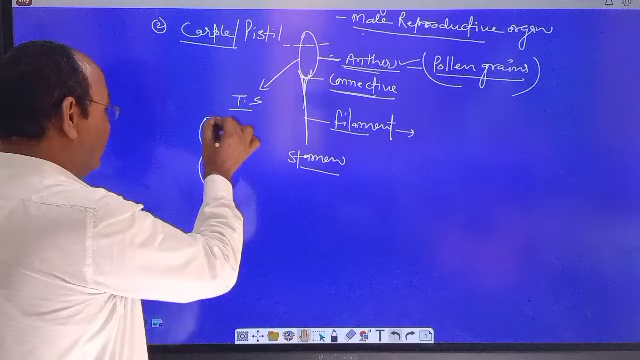 - Male Reproductive organ
② Carple/Pistil
Anther (Pollen grains)
Connective
T.S
filament →
Stamen